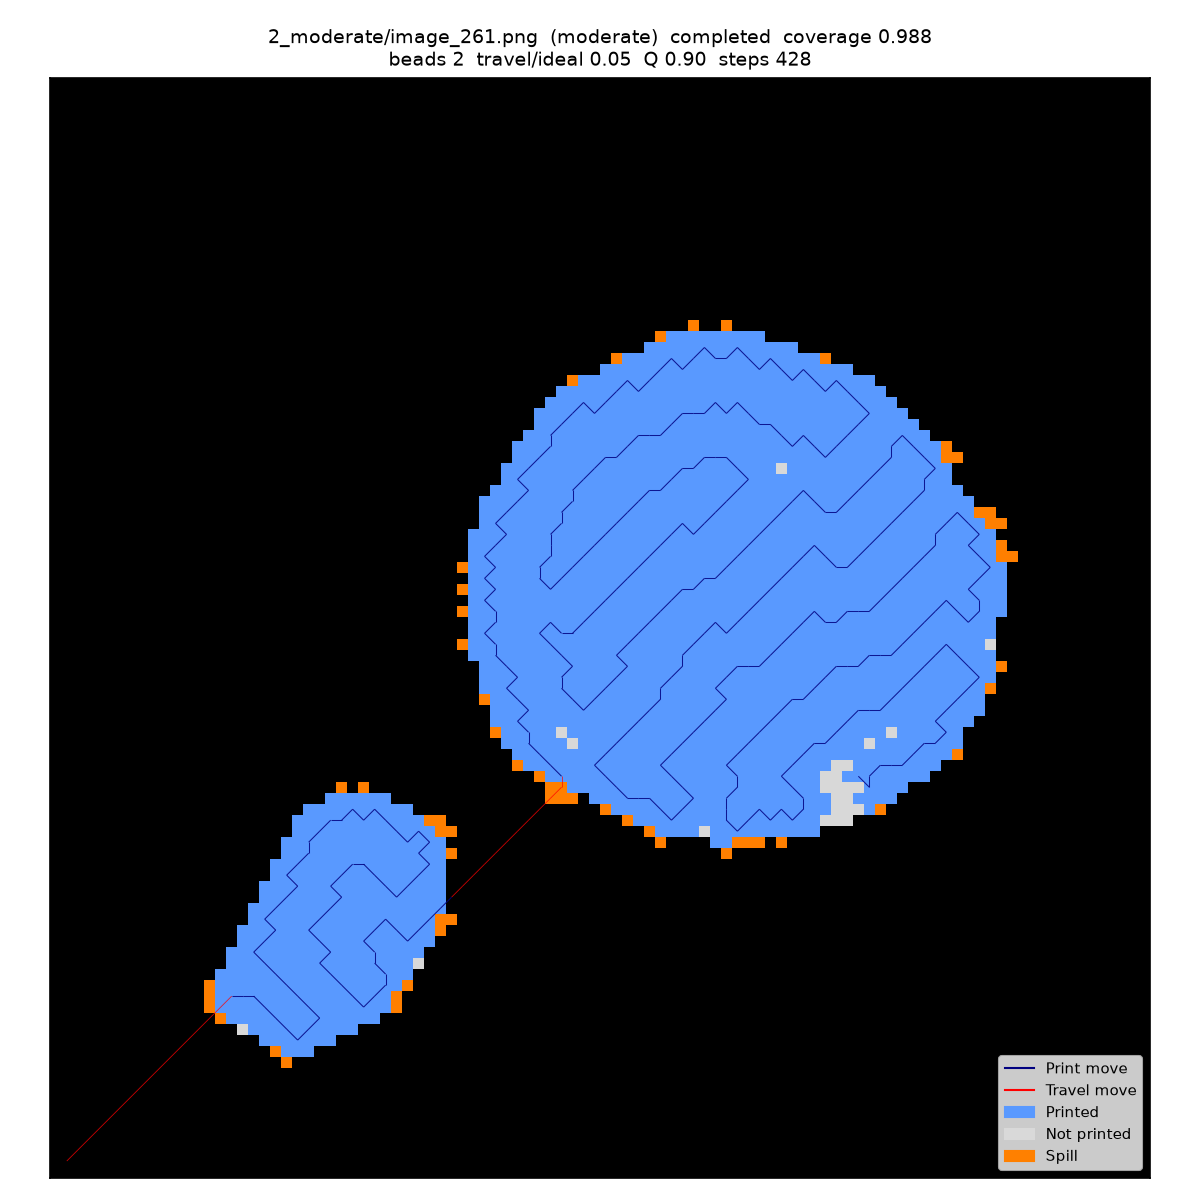 2_moderate/image_261.png  (moderate)  completed  coverage 0.988
beads 2  travel/ideal 0.05  Q 0.90  steps 428
Print move
Travel move
Printed
Not printed
Spill